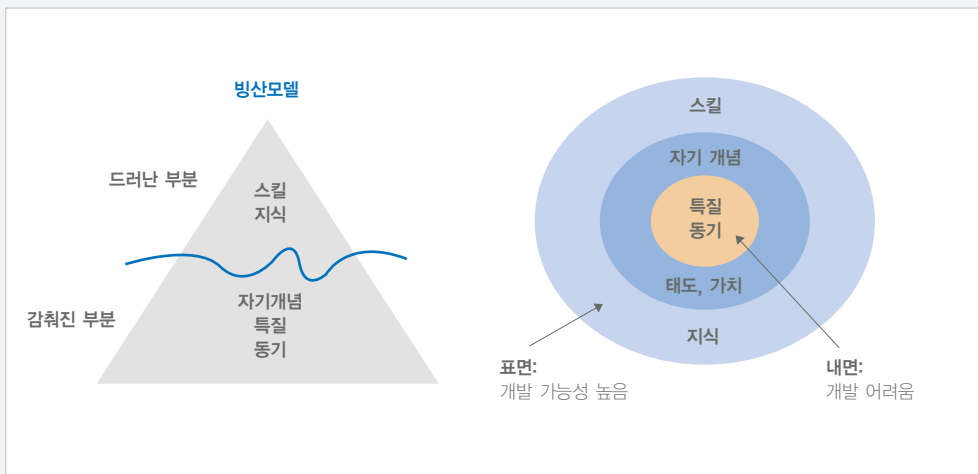 빙산모델
드러난 부분
스킬
지식
감춰진 부분
자기개념
특질
동기
스킬
자기 개념
특질
동기
태도, 가치
지식
표면:
개발 가능성 높음
내면:
개발 어려움